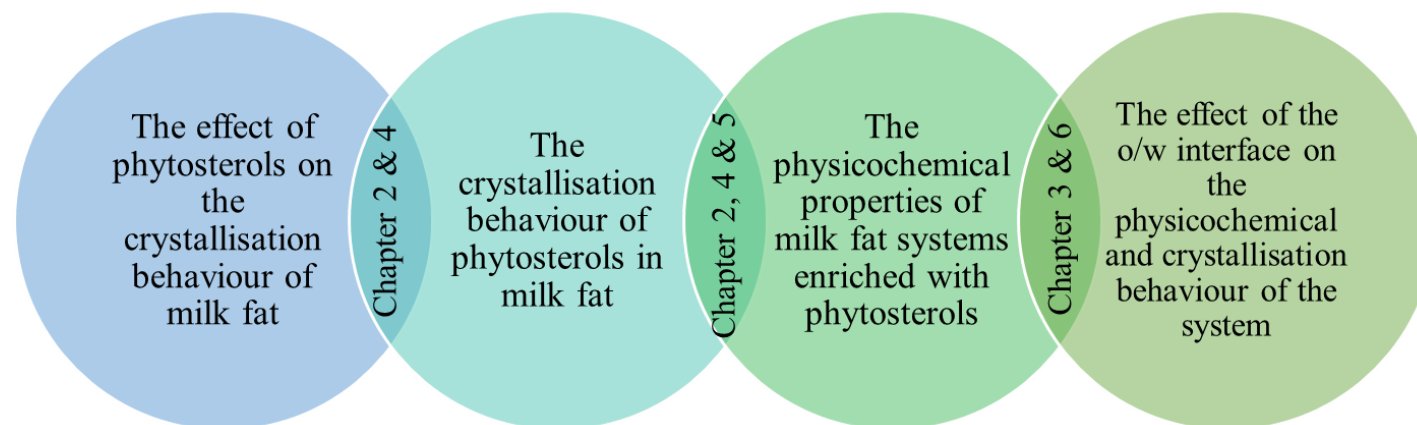 The effect of
phytosterols on
the
crystallisation
behaviour of
milk fat
Chapter 2 & 4
The
crystallisation
behaviour of
phytosterols in
milk fat
Chapter 2, 4 & 5
The
physicochemical
properties of
milk fat systems
enriched with
phytosterols
Chapter 3 & 6
The effect of the
o/w interface on
the
physicochemical
and crystallisation
behaviour of the
system